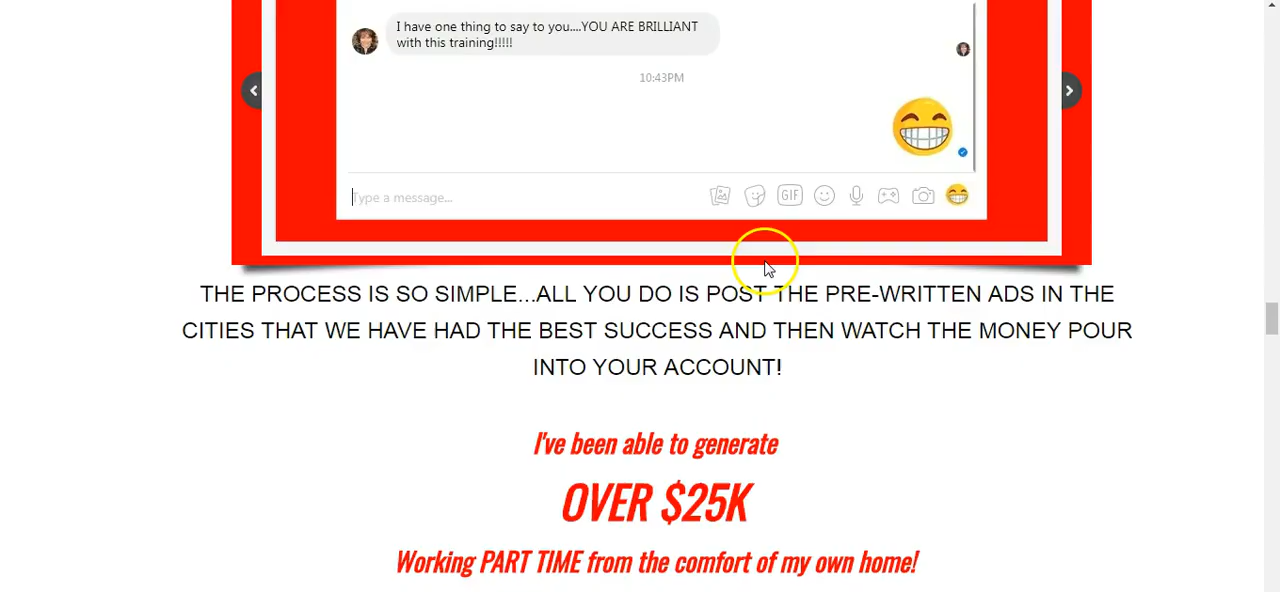 I have one thing to say to you....YOU ARE BRILLIANT
with this training!!!!!
10:43PM
Type a message...
GIF
THE PROCESS IS SO SIMPLE...ALL YOU DO IS POST THE PRE-WRITTEN ADS IN THE
CITIES THAT WE HAVE HAD THE BEST SUCCESS AND THEN WATCH THE MONEY POUR
INTO YOUR ACCOUNT!
I've been able to generate
OVER $25K
Working PART TIME from the comfort of my own home!